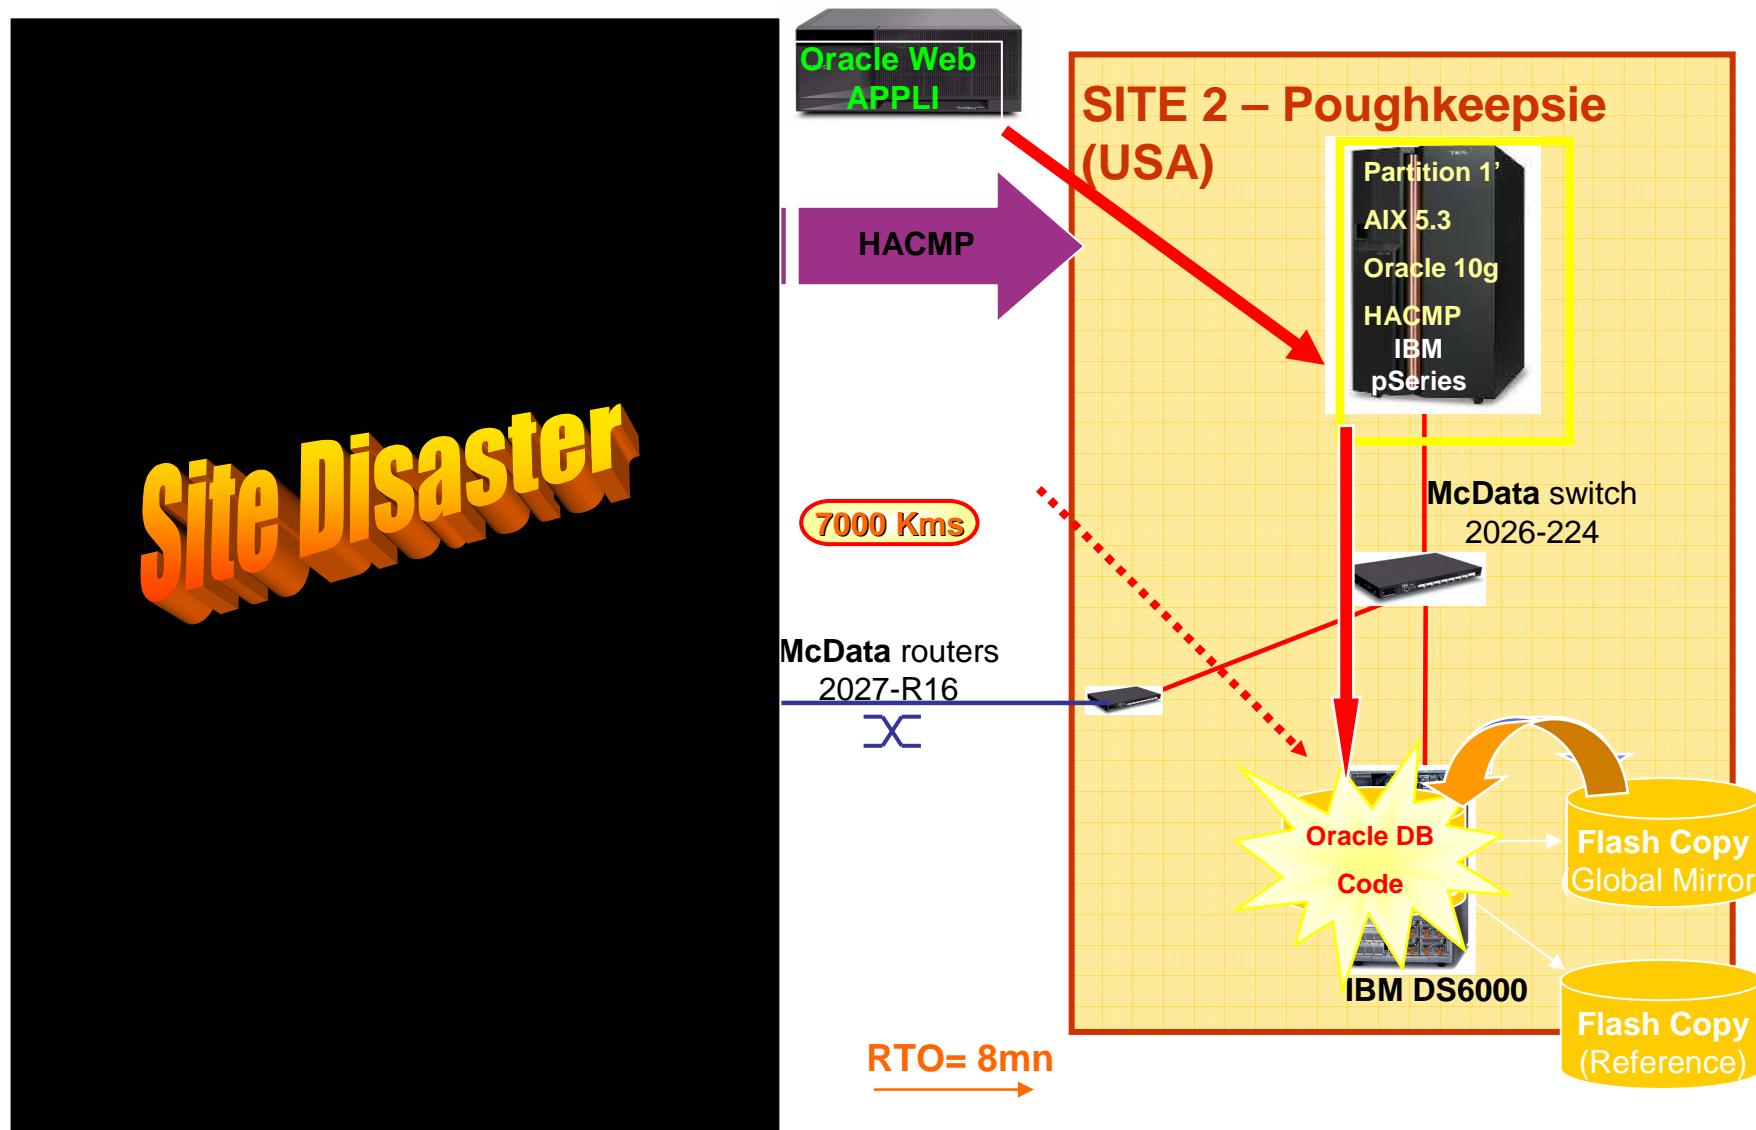 Oracle Web
APPLI
SITE 2 – Poughkeepsie
(USA)
Partition 1’
AIX 5.3
Oracle 10g
HACMP
IBM
pSeries
HACMP
Site Disaster
7000 Kms
McData switch
2026-224
McData routers
2027-R16
Oracle DB
Code
Flash Copy
(Global Mirror
IBM DS6000
Flash Copy
(Reference)
RTO= 8mn